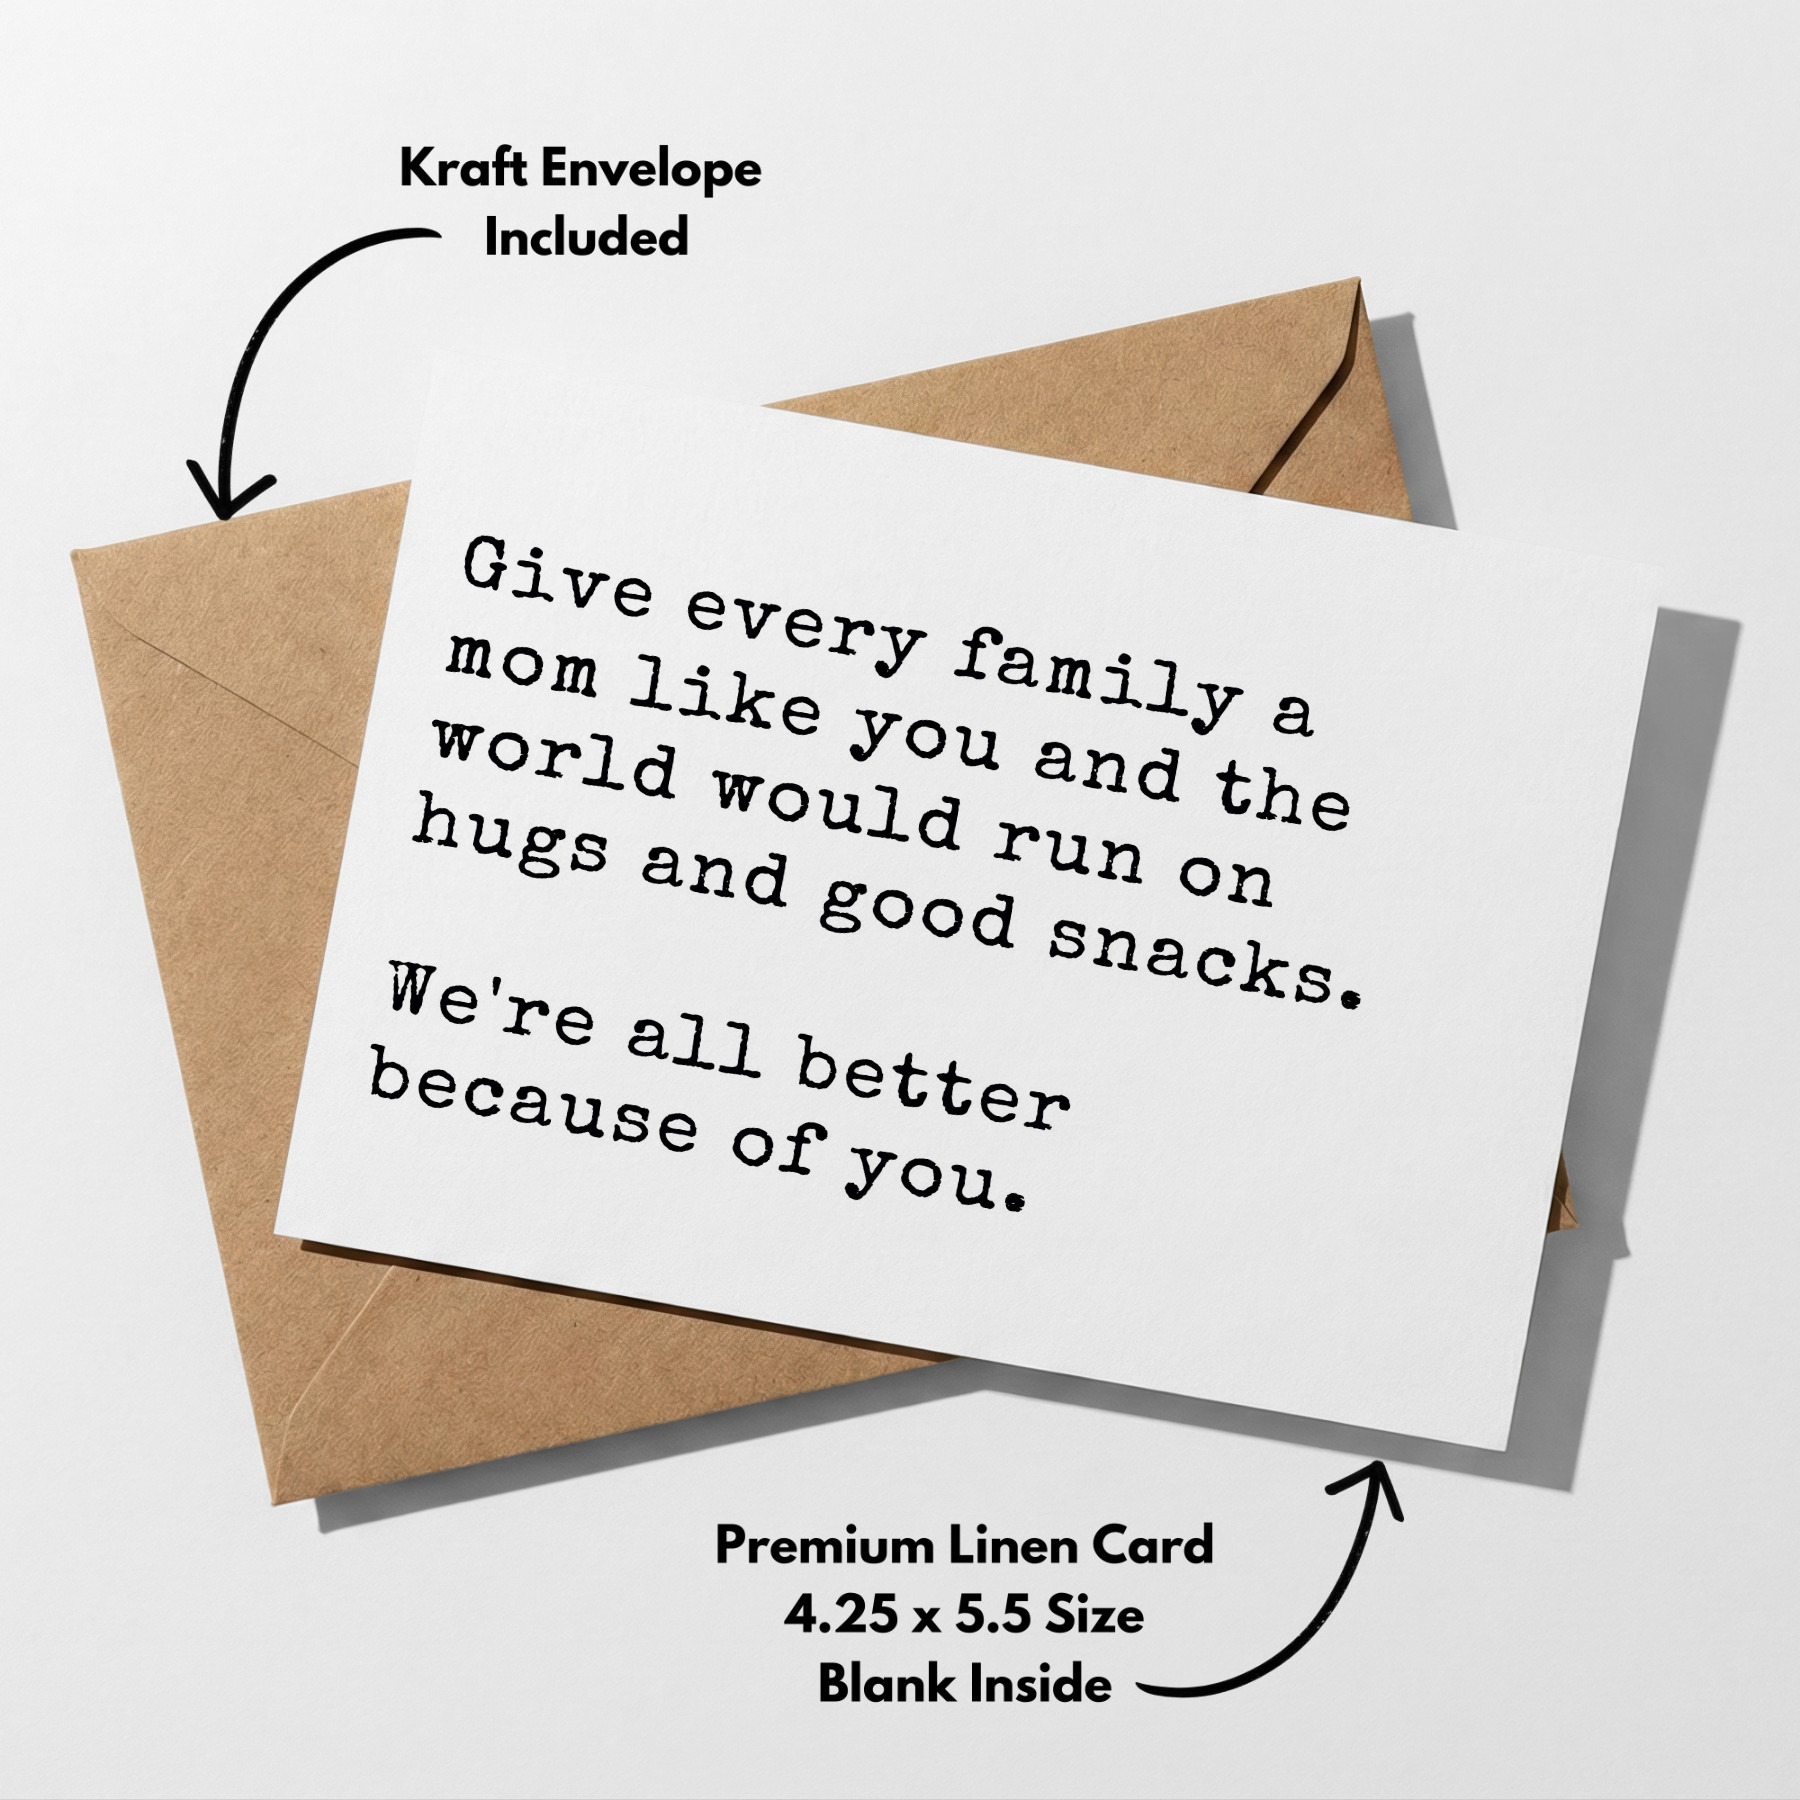 Kraft Envelope
Included
Give every family a
mom like you and the
world would run on
hugs and good snacks.
We're all better
because of you.
Premium Linen Card
4.25 x 5.5 Size
Blank Inside